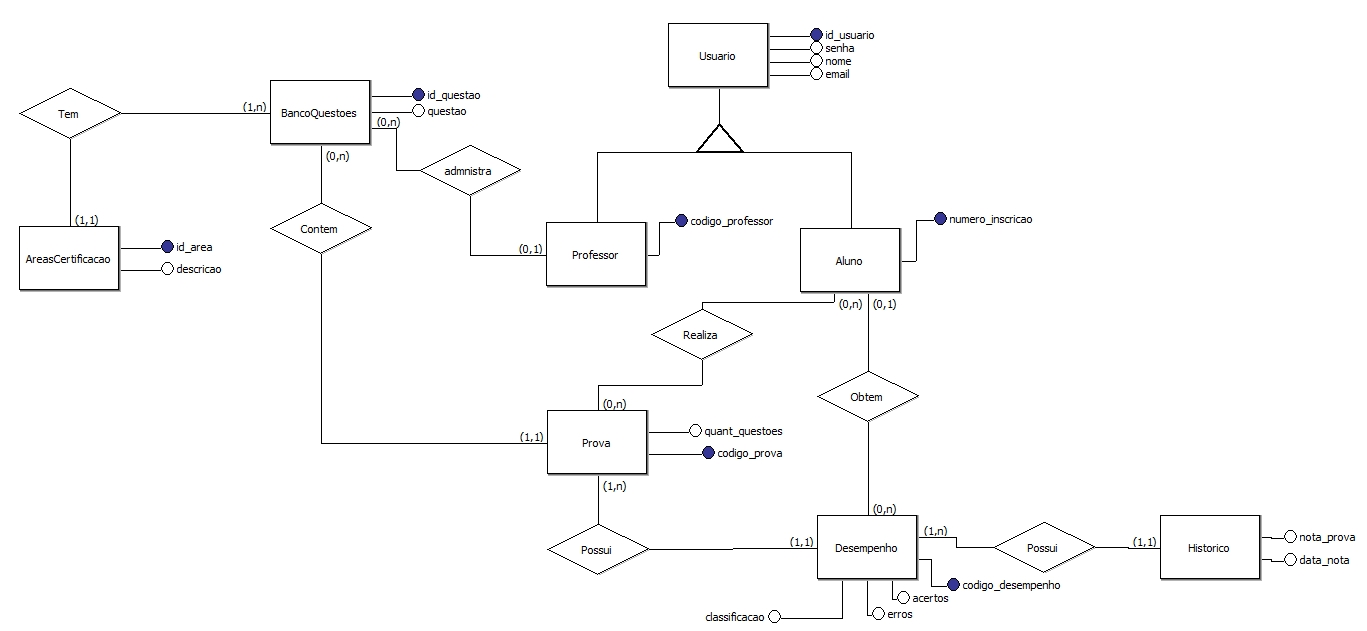 Usuario
id_usuario
senha
nome
email
Tem
(1,n)
BancoQuestoes
id_questao
questao
(0,n)
(0,n)
admnistra
(1,1)
AreasCertificacao
id_area
descricao
Contem
(0,1)
Professor
codigo_professor
Aluno
numero_inscricao
(0,n)
(0,1)
Realiza
Obtem
(0,n)
(1,1)
Prova
quant_questoes
codigo_prova
(1,n)
Possui
(1,1)
(0,n)
Desempenho
(1,n)
Possui
(1,1)
Historico
nota_prova
data_nota
codigo_desempenho
acertos
erros
classificacao